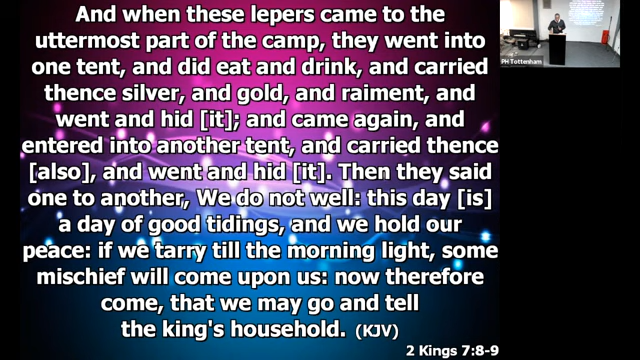 And when these lepers came to the
uttermost part of the camp, they went into
one tent, and did eat and drink, and carried
thence silver, and gold, and raiment, and
went and hid [it]; and came again, and
entered into another tent, and carried thence
[also], and went and hid [it]. Then they said
one to another, We do not well: this day [is]
a day of good tidings, and we hold our
peace: if we tarry till the morning light, some
mischief will come upon us: now therefore
come, that we may go and tell
the king's household. (KJV)
2 Kings 7:8-9
PH Tottenham